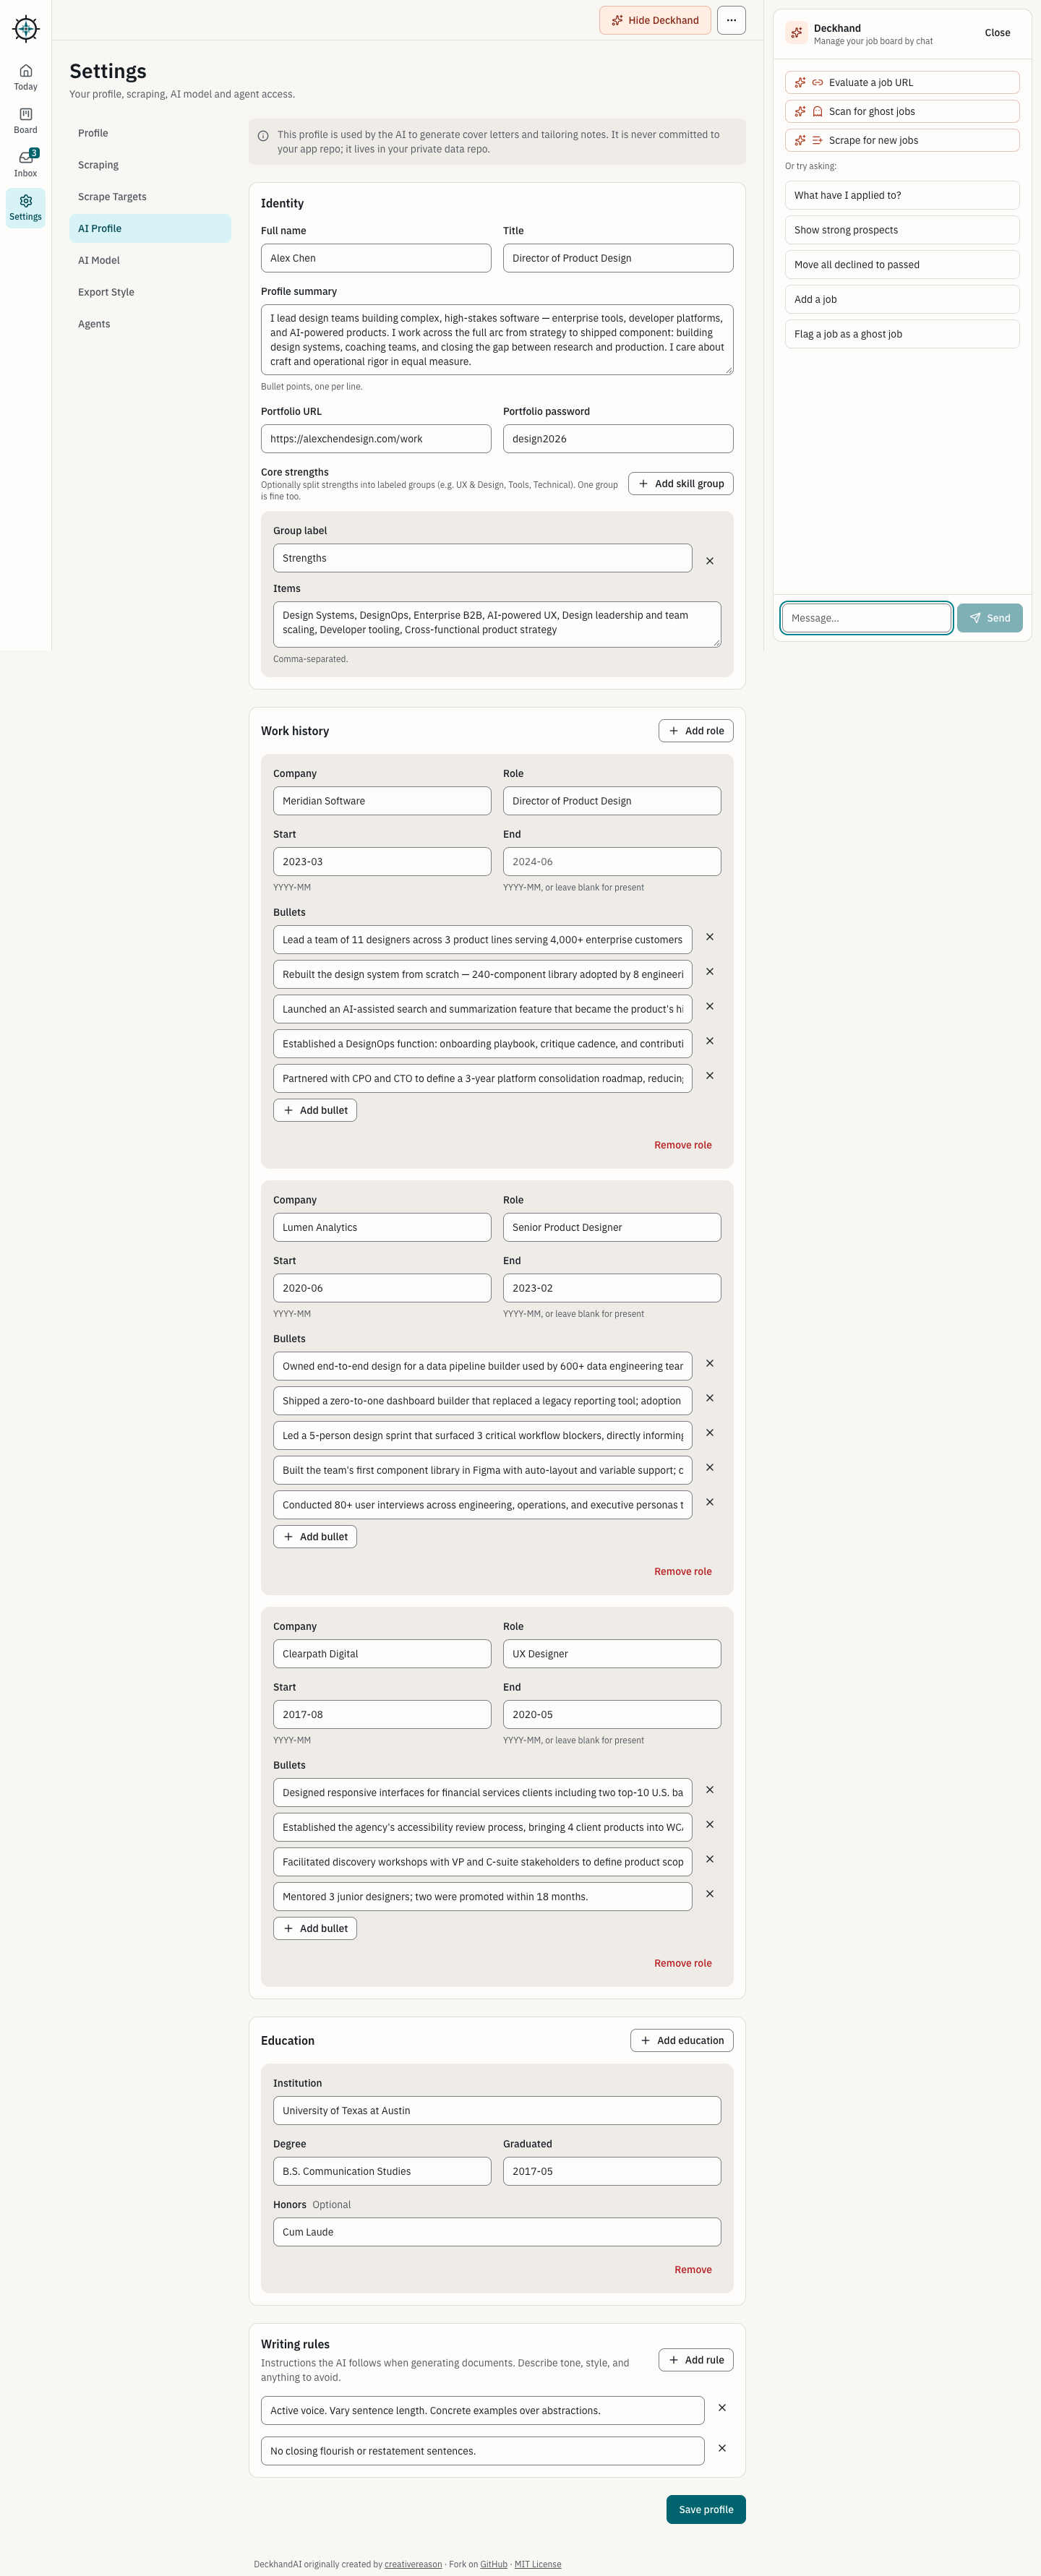 Today
Board
3
Inbox
Settings
Hide Deckhand
Settings
Your profile, scraping, AI model and agent access.
Profile
Scraping
Scrape Targets
AI Profile
AI Model
Export Style
Agents
This profile is used by the AI to generate cover letters and tailoring notes. It is never committed to
your app repo; it lives in your private data repo.
Identity
Full name
Title
Alex Chen
Director of Product Design
Profile summary
I lead design teams building complex, high-stakes software — enterprise tools, developer platforms,
and AI-powered products. I work across the full arc from strategy to shipped component: building
design systems, coaching teams, and closing the gap between research and production. I care about
craft and operational rigor in equal measure.
Bullet points, one per line.
Portfolio URL
Portfolio password
https://alexchendesign.com/work
design2026
Core strengths
Optionally split strengths into labeled groups (e.g. UX & Design, Tools, Technical). One group
is fine too.
Add skill group
Group label
Strengths
Items
Design Systems, DesignOps, Enterprise B2B, AI-powered UX, Design leadership and team
scaling, Developer tooling, Cross-functional product strategy
Comma-separated.
Work history
Add role
Company
Role
Meridian Software
Director of Product Design
Start
End
2023-03
2024-06
YYYY-MM
YYYY-MM, or leave blank for present
Bullets
Lead a team of 11 designers across 3 product lines serving 4,000+ enterprise customers
Rebuilt the design system from scratch — 240-component library adopted by 8 engineeri
Launched an AI-assisted search and summarization feature that became the product's hi
Established a DesignOps function: onboarding playbook, critique cadence, and contributi
Partnered with CPO and CTO to define a 3-year platform consolidation roadmap, reducing
Add bullet
Remove role
Company
Role
Lumen Analytics
Senior Product Designer
Start
End
2020-06
2023-02
YYYY-MM
YYYY-MM, or leave blank for present
Bullets
Owned end-to-end design for a data pipeline builder used by 600+ data engineering tear
Shipped a zero-to-one dashboard builder that replaced a legacy reporting tool; adoption
Led a 5-person design sprint that surfaced 3 critical workflow blockers, directly informing
Built the team's first component library in Figma with auto-layout and variable support; c
Conducted 80+ user interviews across engineering, operations, and executive personas t
Add bullet
Remove role
Company
Role
Clearpath Digital
UX Designer
Start
End
2017-08
2020-05
YYYY-MM
YYYY-MM, or leave blank for present
Bullets
Designed responsive interfaces for financial services clients including two top-10 U.S. ba
Established the agency's accessibility review process, bringing 4 client products into WCA
Facilitated discovery workshops with VP and C-suite stakeholders to define product scop
Mentored 3 junior designers; two were promoted within 18 months.
Add bullet
Remove role
Education
Add education
Institution
University of Texas at Austin
Degree
Graduated
B.S. Communication Studies
2017-05
Honors Optional
Cum Laude
Remove
Writing rules
Instructions the AI follows when generating documents. Describe tone, style, and
anything to avoid.
Add rule
Active voice. Vary sentence length. Concrete examples over abstractions.
No closing flourish or restatement sentences.
Save profile
DeckhandAI originally created by creativereason · Fork on GitHub · MIT License
Deckhand
Manage your job board by chat
Close
Evaluate a job URL
Scan for ghost jobs
Scrape for new jobs
Or try asking:
What have I applied to?
Show strong prospects
Move all declined to passed
Add a job
Flag a job as a ghost job
Message...
Send